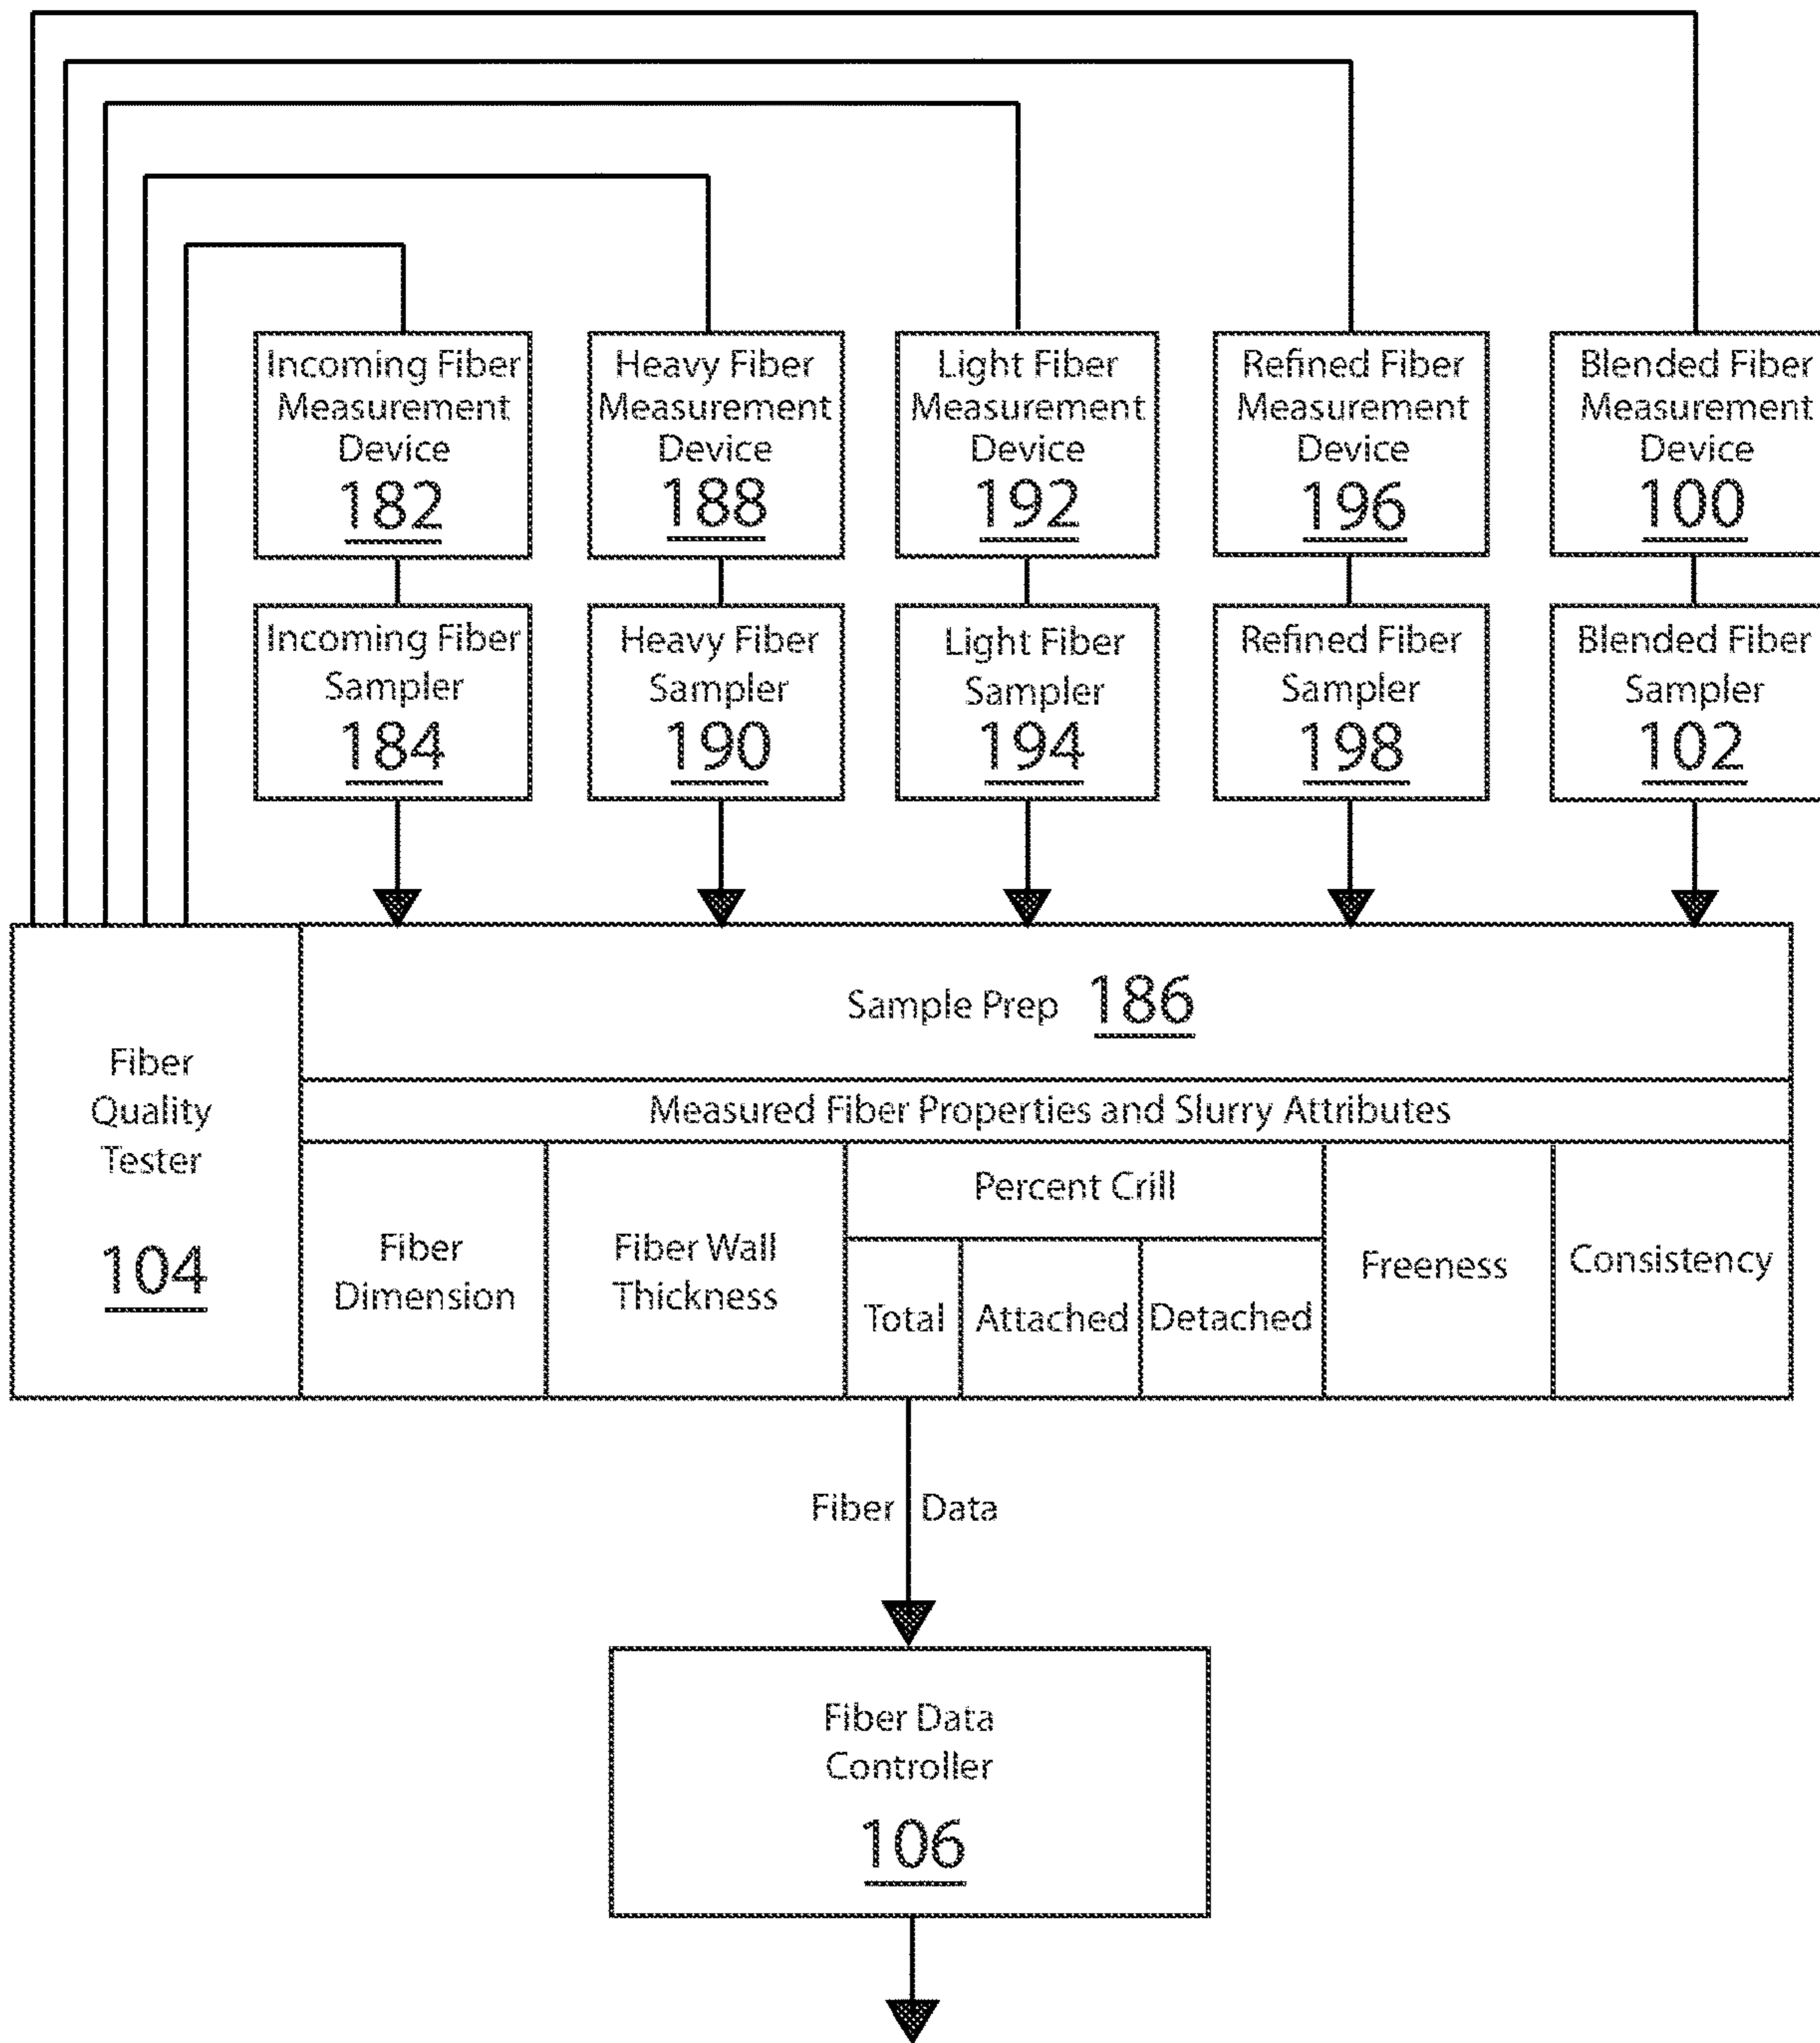 Incoming Fiber
Measurement
Device
182
Heavy Fiber
Measurement
Device
188
Light Fiber
Measurement
Device
192
Refined Fiber
Measurement
Device
196
Blended Fiber
Measurement
Device
100
Incoming Fiber
Sampler
184
Heavy Fiber
Sampler
190
Light Fiber
Sampler
194
Refined Fiber
Sampler
198
Blended Fiber
Sampler
102
Fiber
Quality
Tester
104
Sample Prep 186
Measured Fiber Properties and Slurry Attributes
Fiber
Dimension
Fiber Wall
Thickness
Percent Crill
Total
Attached
Detached
Freeness
Consistency
Fiber Data
Fiber Data
Controller
106